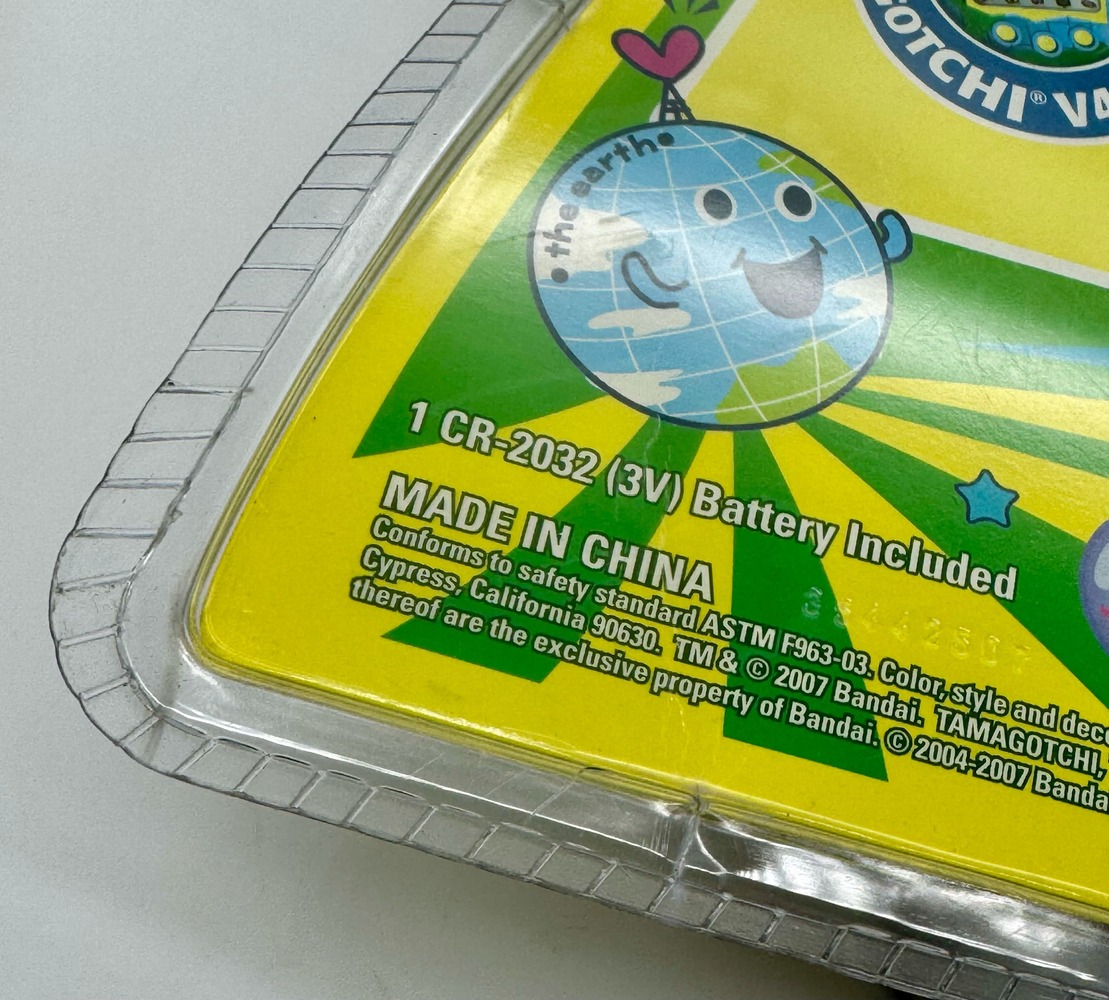 GOTCHI® VA
• the earth •
1 CR-2032 (3V) Battery Included
MADE IN CHINA
Conforms to safety standard ASTM F963-03. Color, style and deco
Cypress, California 90630. TM & © 2007 Bandai. TAMAGOTCHI,
thereof are the exclusive property of Bandai. © 2004-2007 Banda